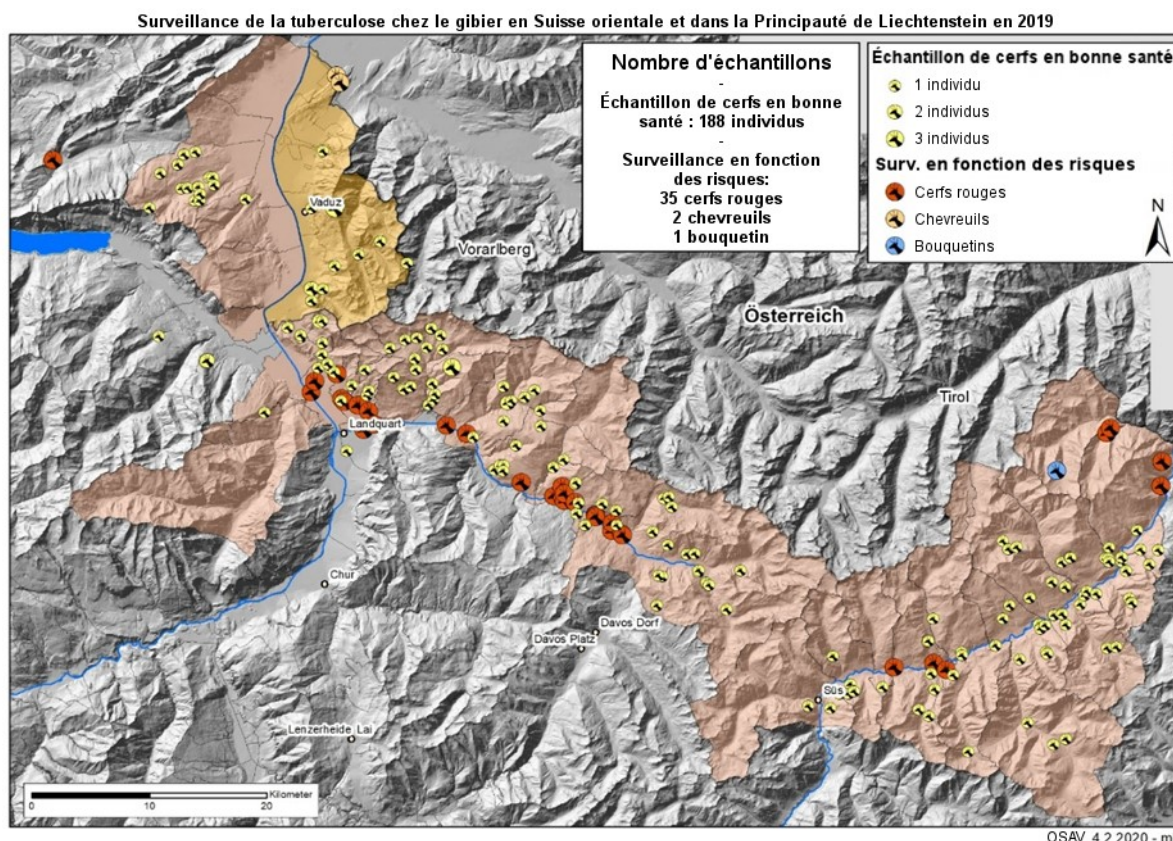 Surveillance de la tuberculose chez le gibier en Suisse orientale et dans la Principauté de Liechtenstein en 2019
Nombre d'échantillons
-
Échantillon de cerfs en bonne
santé : 188 individus
-
Surveillance en fonction
des risques:
35 cerfs rouges
2 chevreuils
1 bouquetin
Échantillon de cerfs en bonne santé
1 individu
2 individus
3 individus
Surv. en fonction des risques
Cerfs rouges
Chevreuils
Bouquetins
N
Vaduz
Vorarlberg
Österreich
Tirol
Landquart
Chur
Davos Dorf
Davos Platz
Süs
Lenzerheide Lai
Kilometer
0 10 20
OSAV 4.2.2020 - m